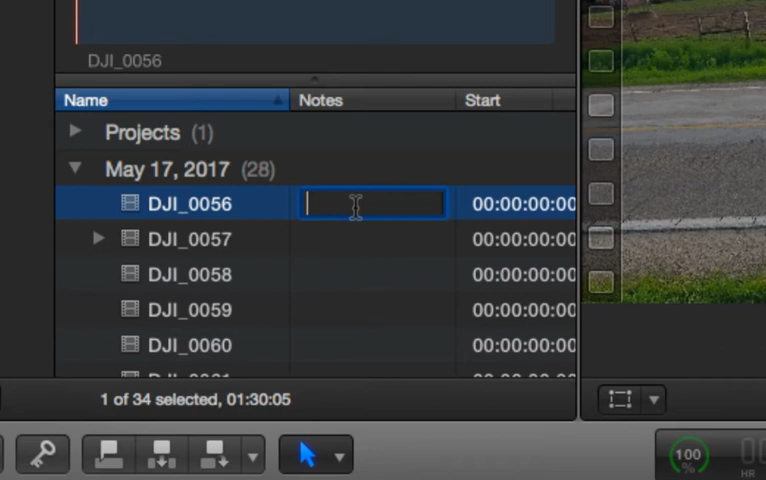 DJI_0056
Name Notes Start
Projects (1)
May 17, 2017 (28)
DJI_0056 00:00:00:00
DJI_0057 00:00:00:00
DJI_0058 00:00:00:00
DJI_0059 00:00:00:00
DJI_0060 00:00:00:00
1 of 34 selected, 01:30:05
100
%
HR